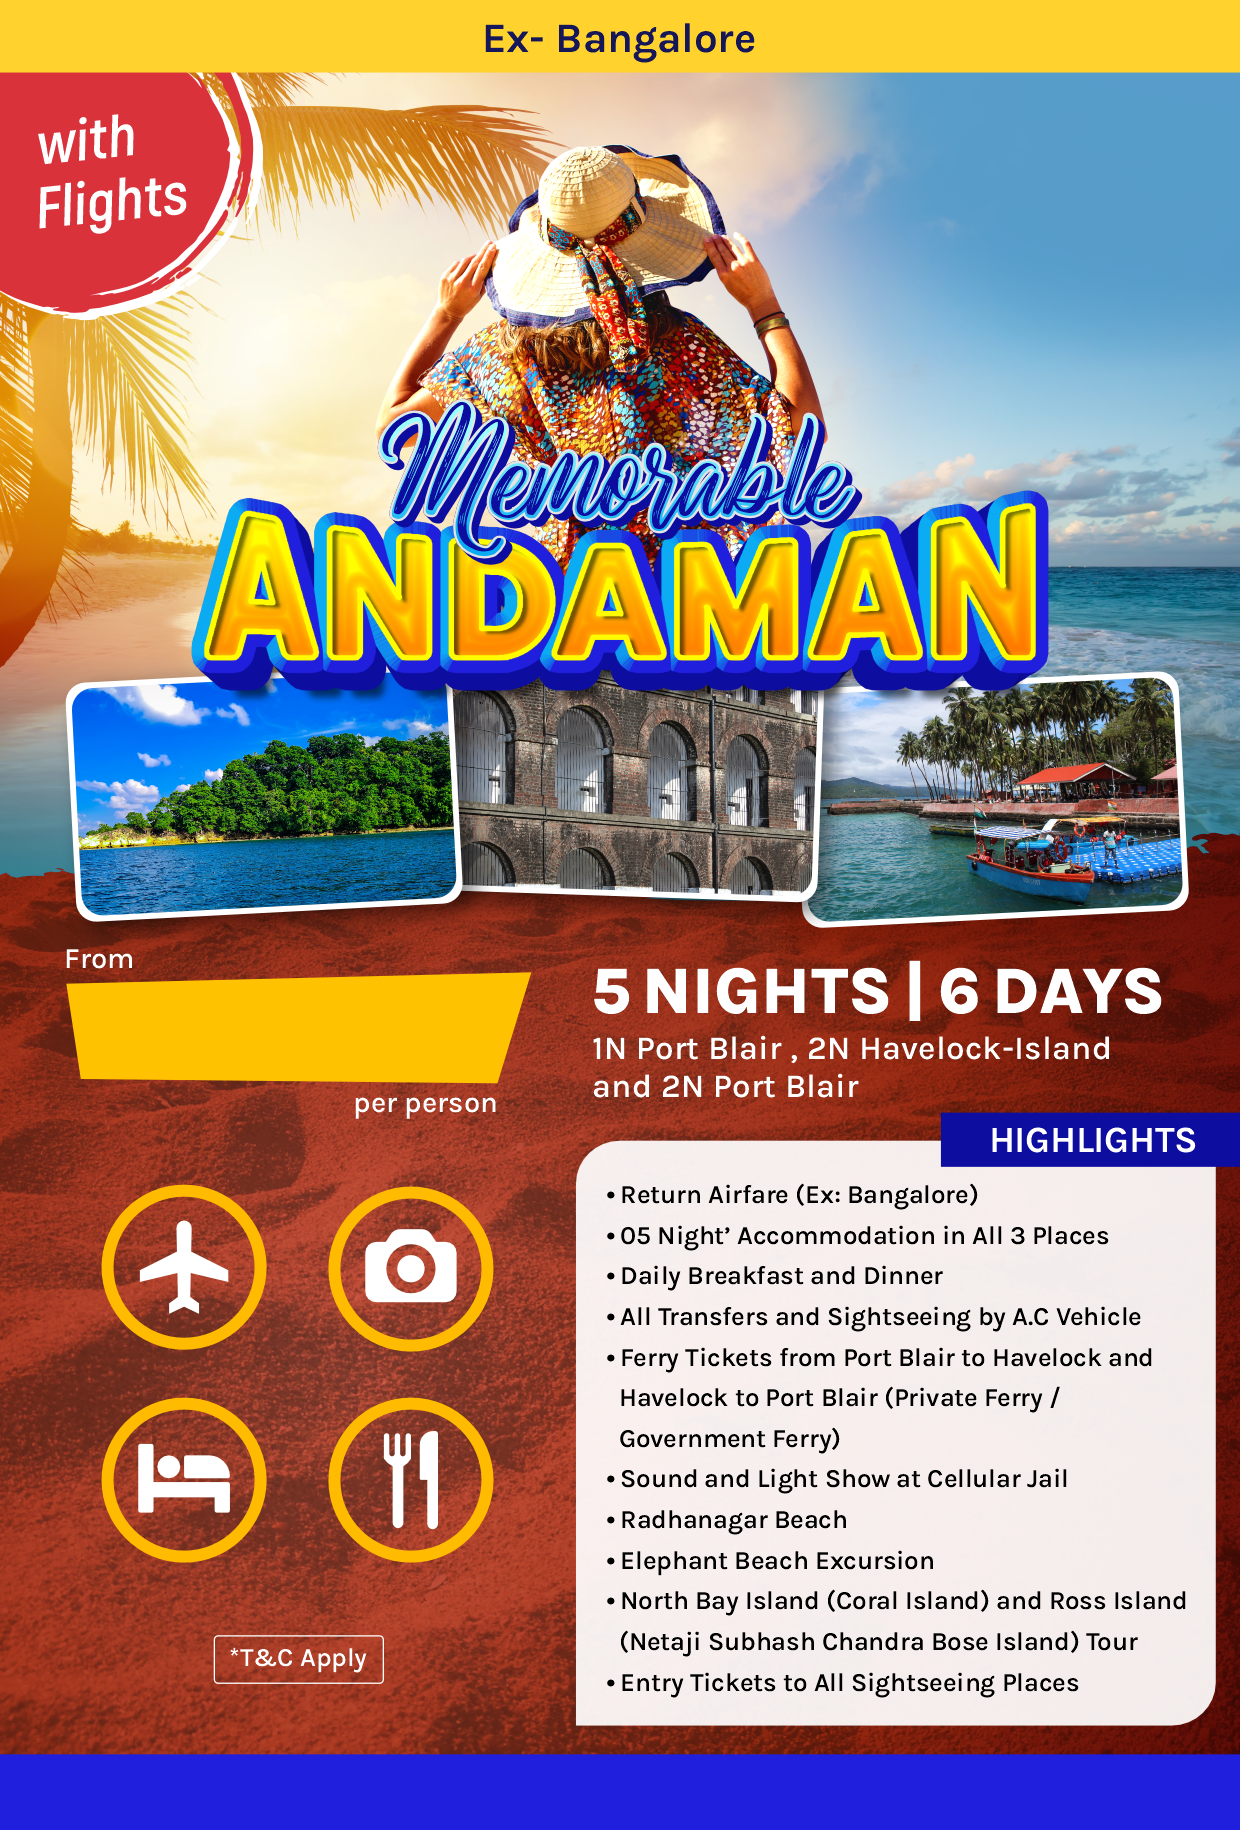 Ex- Bangalore
with
Flights
Memorable
ANDAMAN
From
per person
5 NIGHTS | 6 DAYS
1N Port Blair , 2N Havelock-Island
and 2N Port Blair
HIGHLIGHTS
• Return Airfare (Ex: Bangalore)
• 05 Night’ Accommodation in All 3 Places
• Daily Breakfast and Dinner
• All Transfers and Sightseeing by A.C Vehicle
• Ferry Tickets from Port Blair to Havelock and
Havelock to Port Blair (Private Ferry /
Government Ferry)
• Sound and Light Show at Cellular Jail
• Radhanagar Beach
• Elephant Beach Excursion
• North Bay Island (Coral Island) and Ross Island
(Netaji Subhash Chandra Bose Island) Tour
• Entry Tickets to All Sightseeing Places
*T&C Apply